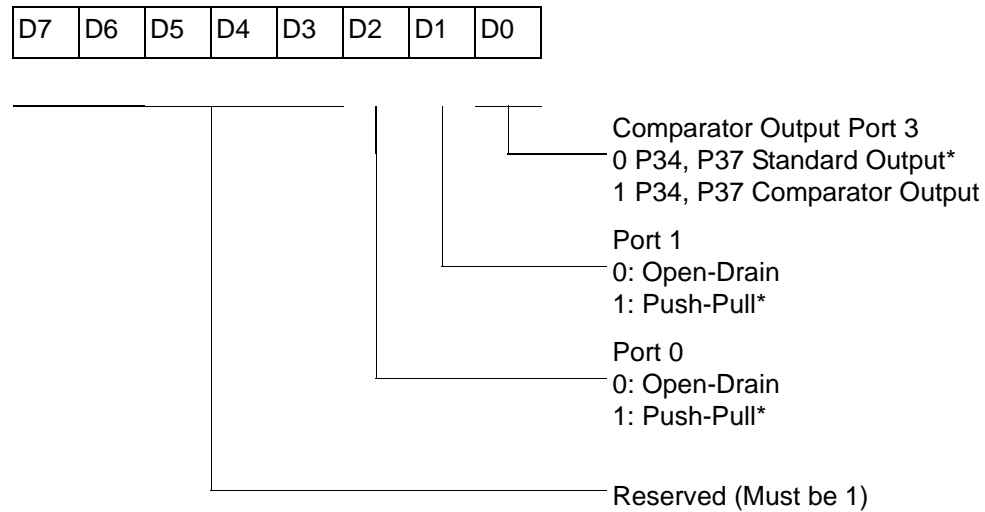 D7 D6 D5 D4 D3 D2 D1 D0
Comparator Output Port 3
0 P34, P37 Standard Output*
1 P34, P37 Comparator Output
Port 1
0: Open-Drain
1: Push-Pull*
Port 0
0: Open-Drain
1: Push-Pull*
Reserved (Must be 1)